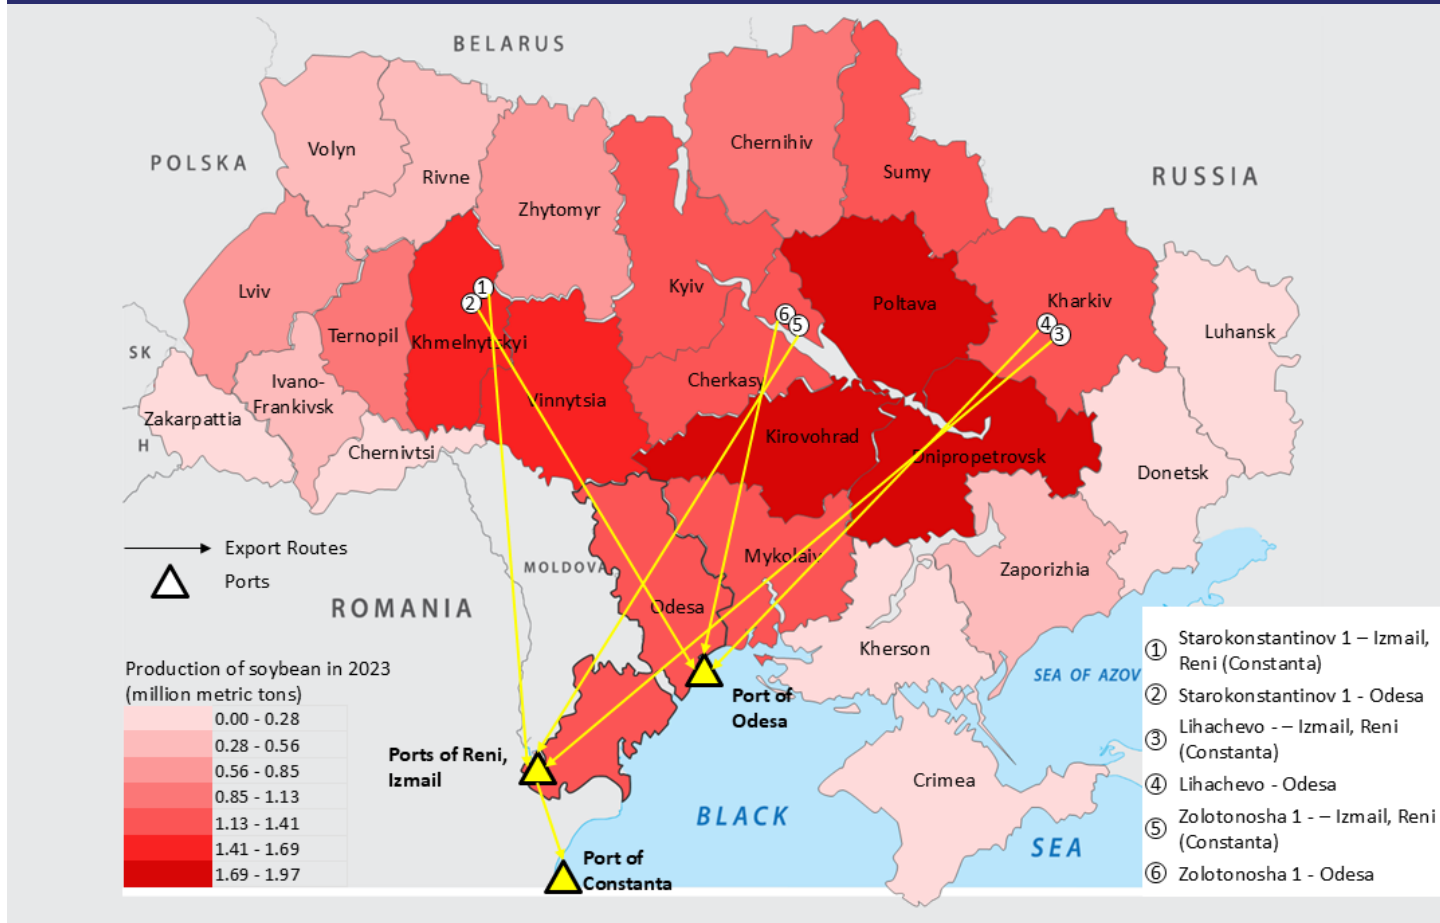 BELARUS
POLSKA
RUSSIA
Volyn
Rivne
Zhytomyr
Chernihiv
Sumy
Lviv
Ternopil
Khmelnytskyi
Kyiv
Poltava
Kharkiv
Luhansk
1
2
6
5
4
3
SK
H
Zakarpattia
Ivano-
Frankivsk
Chernivtsi
Vinnytsia
Cherkasy
Kirovohrad
Dnipropetrovsk
Donetsk
Export Routes
Ports
MOLDOVA
ROMANIA
Odesa
Mykolaiv
Zaporizhia
Kherson
Crimea
SEA OF AZOV
BLACK
SEA
Port of
Odesa
Ports of Reni,
Izmail
Port of
Constanta
Production of soybean in 2023
(million metric tons)
0.00 - 0.28
0.28 - 0.56
0.56 - 0.85
0.85 - 1.13
1.13 - 1.41
1.41 - 1.69
1.69 - 1.97
1 Starokonstantinov 1 – Izmail,
Reni (Constanta)
2 Starokonstantinov 1 - Odesa
3 Lihachevo - – Izmail, Reni
(Constanta)
4 Lihachevo - Odesa
5 Zolotonosha 1 - – Izmail, Reni
(Constanta)
6 Zolotonosha 1 - Odesa